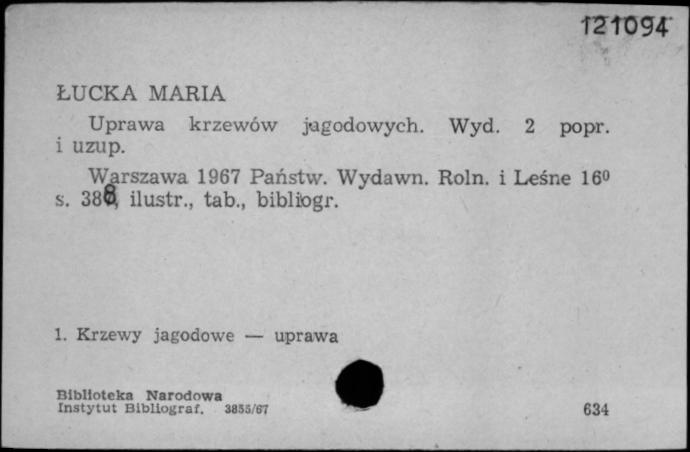 121094
ŁUCKA MARIA
Uprawa krzewów jagodowych. Wyd. 2 popr.
i uzup.
Warszawa 1967 Państw. Wydawn. Roln. i Leśne 16⁰
s. 388, ilustr., tab., bibliogr.
1. Krzewy jagodowe — uprawa
Biblioteka Narodowa
Instytut Bibliograf. 3855/67
634